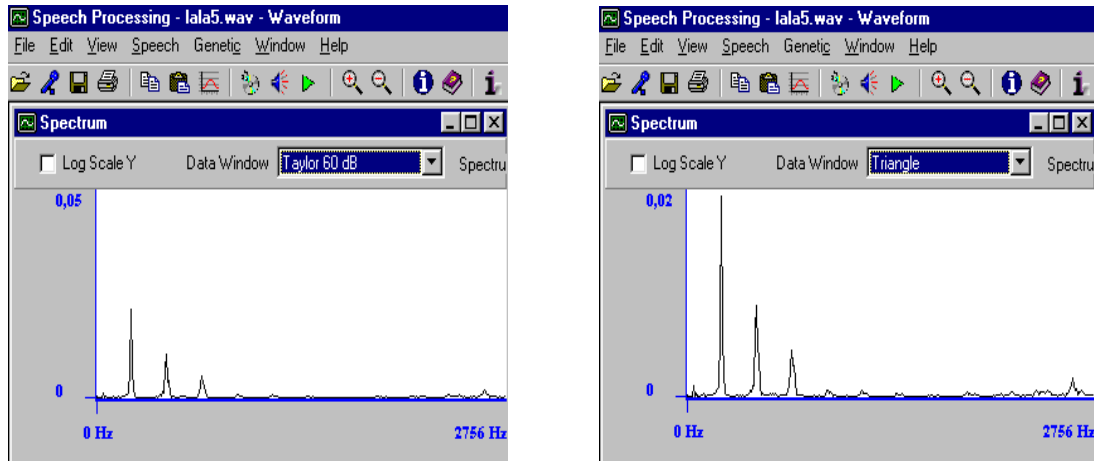 Speech Processing - lala5.wav - Waveform
File Edit View Speech Genetic Window Help
Spectrum
Log Scale Y Data Window Taylor 60 dB Spectru
0,05
0
0 Hz 2756 Hz
Speech Processing - lala5.wav - Waveform
File Edit View Speech Genetic Window Help
Spectrum
Log Scale Y Data Window Triangle Spectru
0,02
0
0 Hz 2756 Hz